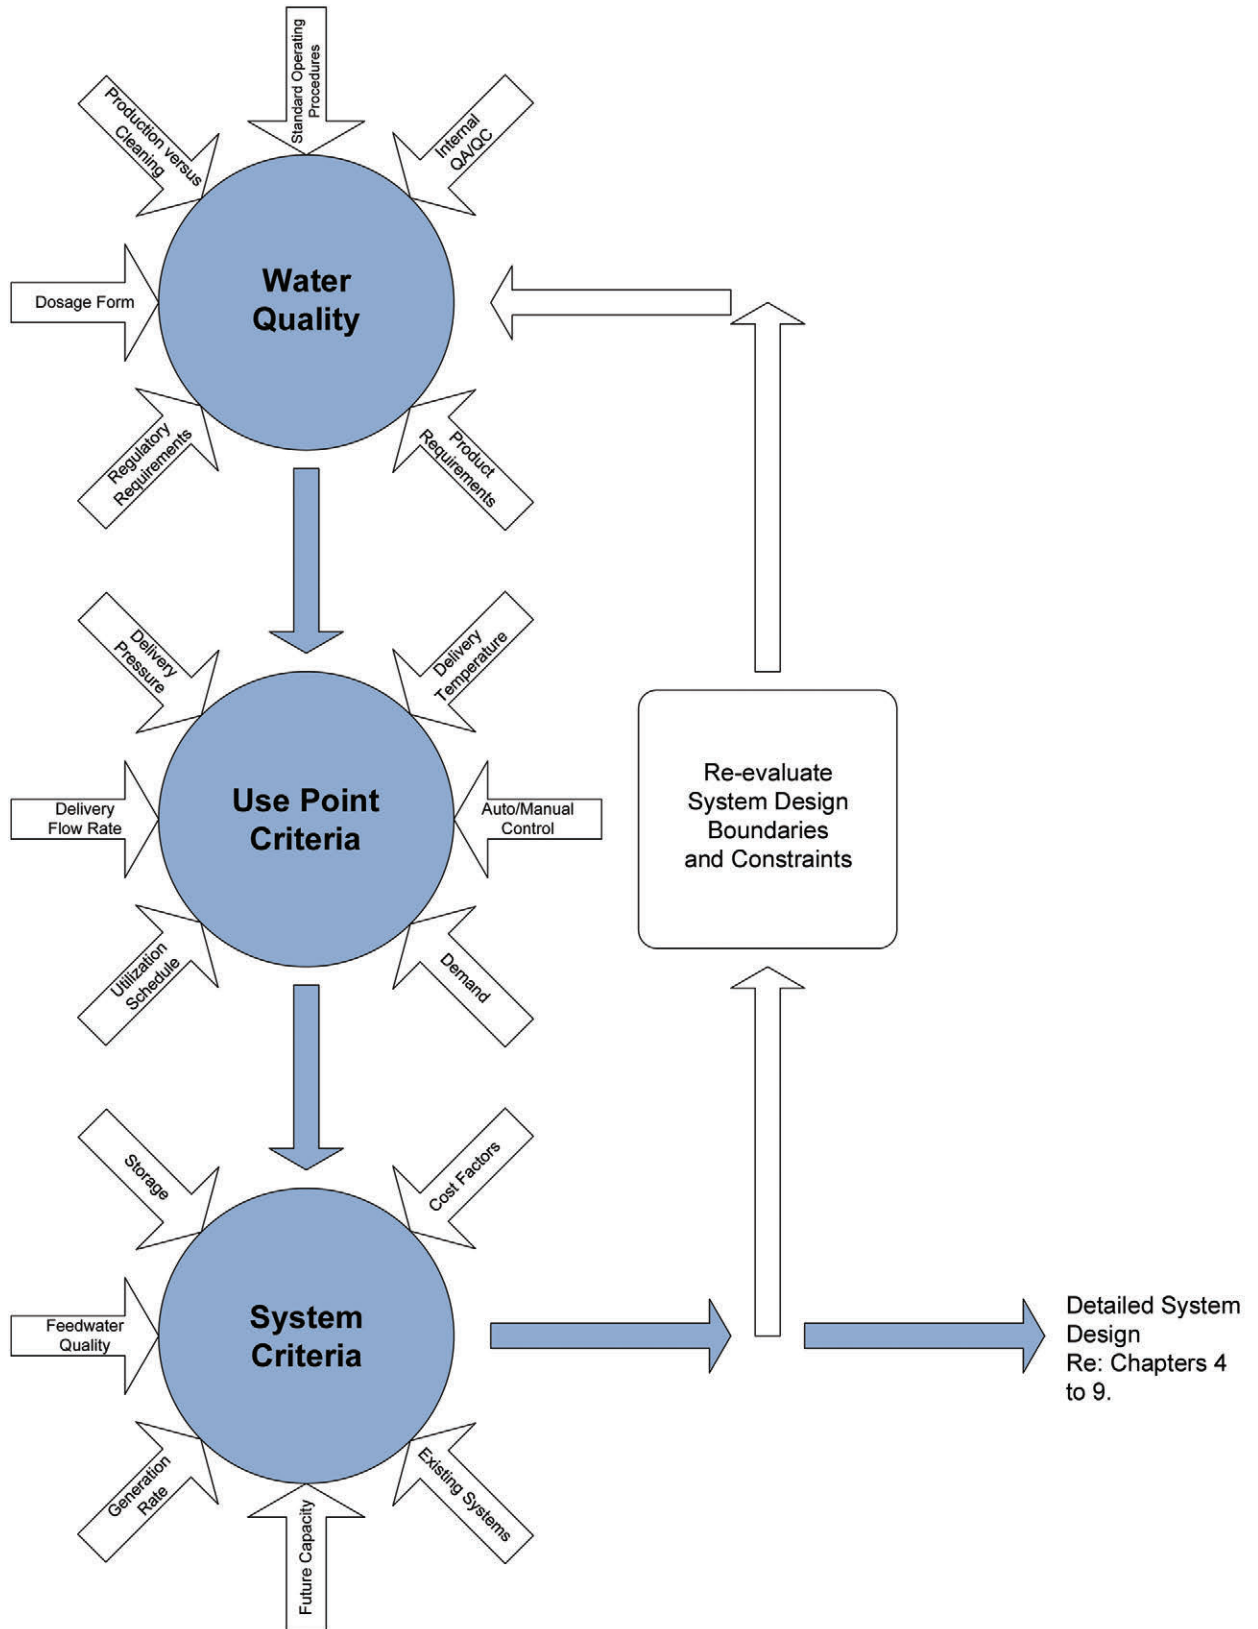 Standard Operating
Procedures
Production versus
Cleaning
Internal
QA/QC
Water
Quality
Dosage Form
Regulatory
Requirements
Product
Requirements
Delivery
Pressure
Delivery
Temperature
Re-evaluate
System Design
Boundaries
and Constraints
Use Point
Criteria
Delivery
Flow Rate
Auto/Manual
Control
Utilization
Schedule
Demand
Storage
Cost Factors
System
Criteria
Feedwater
Quality
Detailed System
Design
Re: Chapters 4
to 9.
Generation
Rate
Future Capacity
Existing Systems